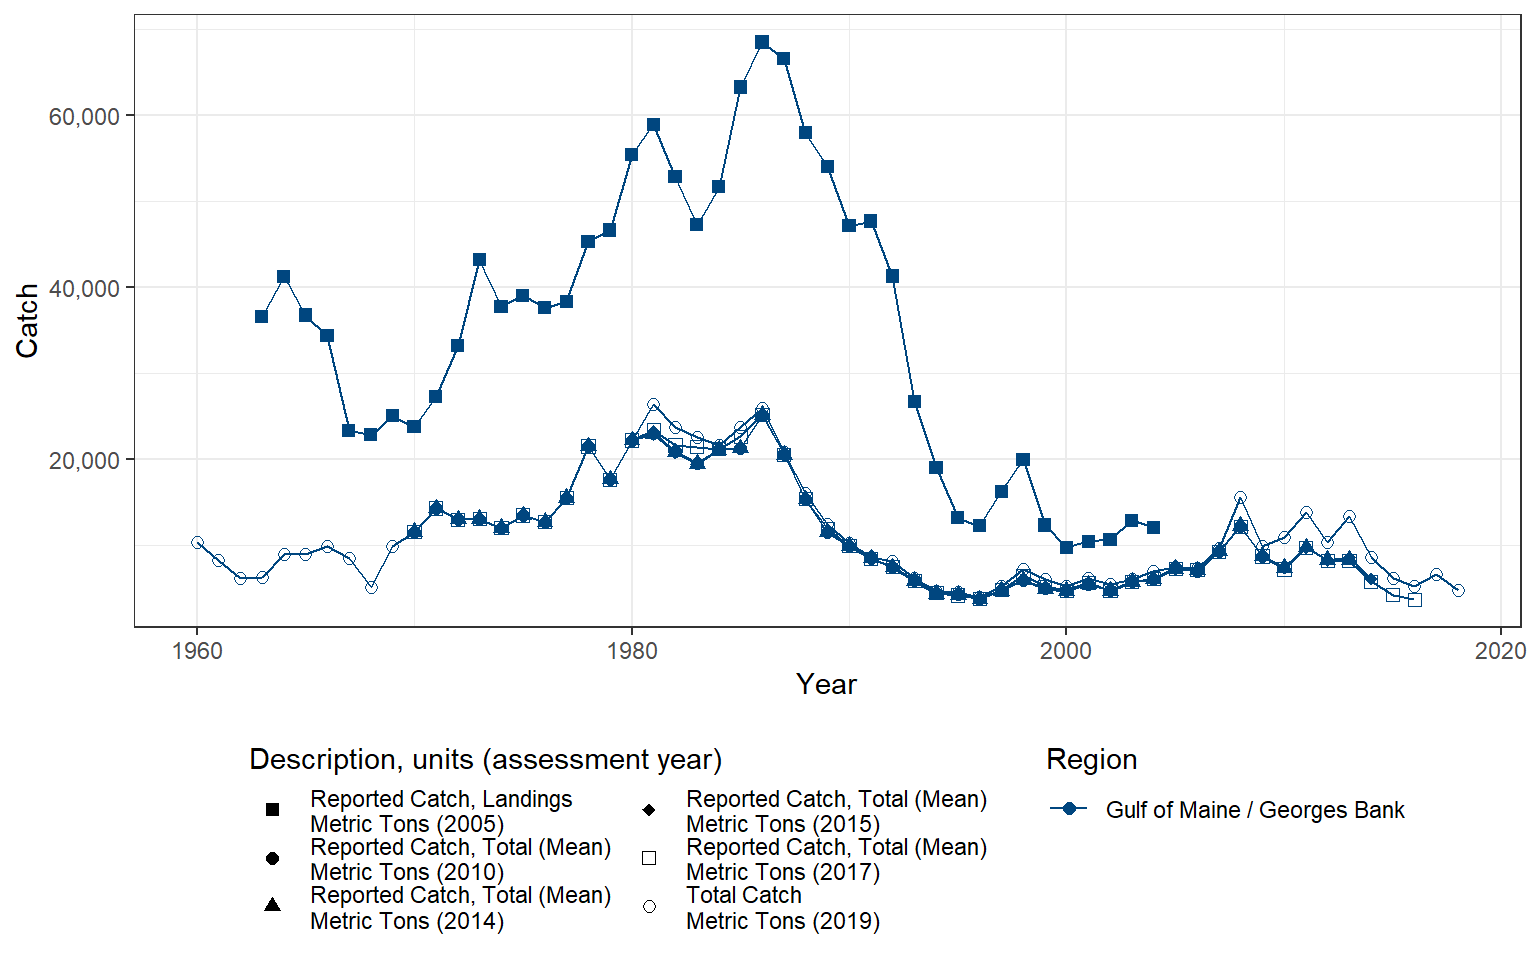 60,000
40,000
20,000
Catch
1960
1980
2000
2020
Year
Description, units (assessment year)
Reported Catch, Landings
Metric Tons (2005)
Reported Catch, Total (Mean)
Metric Tons (2010)
Reported Catch, Total (Mean)
Metric Tons (2014)
Reported Catch, Total (Mean)
Metric Tons (2015)
Reported Catch, Total (Mean)
Metric Tons (2017)
Total Catch
Metric Tons (2019)
Region
Gulf of Maine / Georges Bank